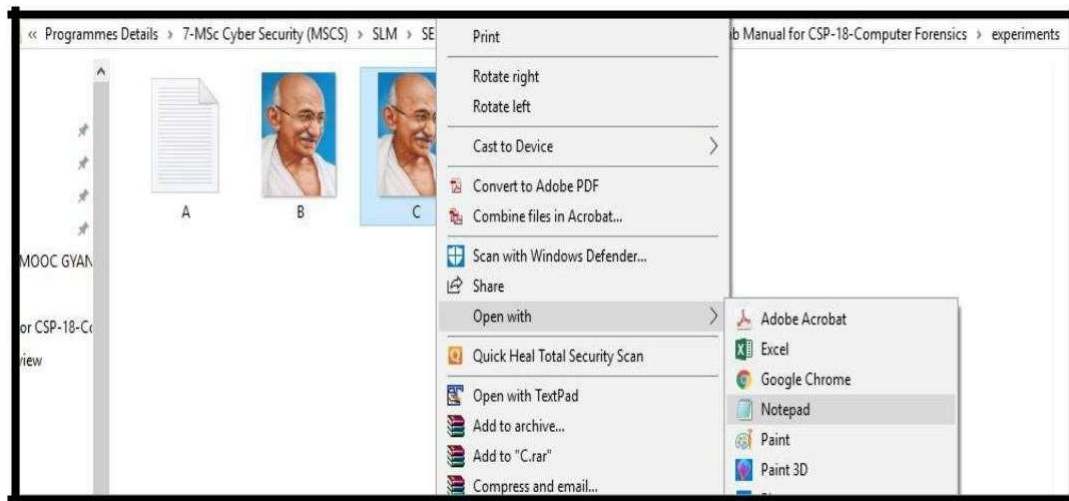 « Programmes Details > 7-MSc Cyber Security (MSCS) > SLM > SE
ib Manual for CSP-18-Computer Forensics > experiments
A
B
C
MOOC GYAN
or CSP-18-Co
view
Print
Rotate right
Rotate left
Cast to Device
Convert to Adobe PDF
Combine files in Acrobat...
Scan with Windows Defender...
Share
Open with
Quick Heal Total Security Scan
Open with TextPad
Add to archive...
Add to "C.rar"
Compress and email...
Adobe Acrobat
Excel
Google Chrome
Notepad
Paint
Paint 3D